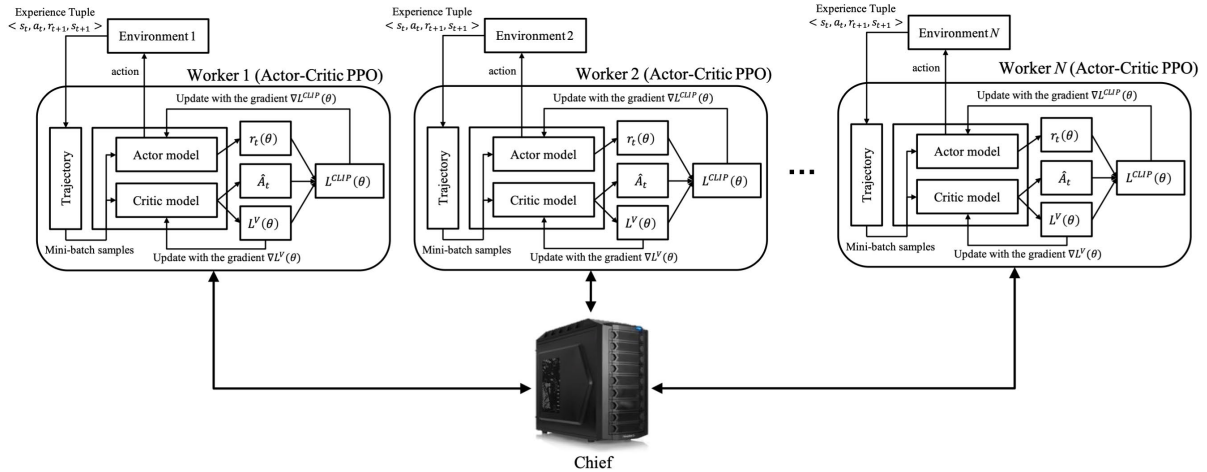 Experience Tuple
< s_t, a_t, r_{t+1}, s_{t+1} >
Environment 1
action
Worker 1 (Actor-Critic PPO)
Update with the gradient ∇L^{CLIP}(θ)
Trajectory
Actor model
Critic model
r_t(θ)
Â_t
L^V(θ)
L^{CLIP}(θ)
Mini-batch samples
Update with the gradient ∇L^V(θ)
Experience Tuple
< s_t, a_t, r_{t+1}, s_{t+1} >
Environment 2
action
Worker 2 (Actor-Critic PPO)
Update with the gradient ∇L^{CLIP}(θ)
Trajectory
Actor model
Critic model
r_t(θ)
Â_t
L^V(θ)
L^{CLIP}(θ)
Mini-batch samples
Update with the gradient ∇L^V(θ)
...
Experience Tuple
< s_t, a_t, r_{t+1}, s_{t+1} >
Environment N
action
Worker N (Actor-Critic PPO)
Update with the gradient ∇L^{CLIP}(θ)
Trajectory
Actor model
Critic model
r_t(θ)
Â_t
L^V(θ)
L^{CLIP}(θ)
Mini-batch samples
Update with the gradient ∇L^V(θ)
Chief